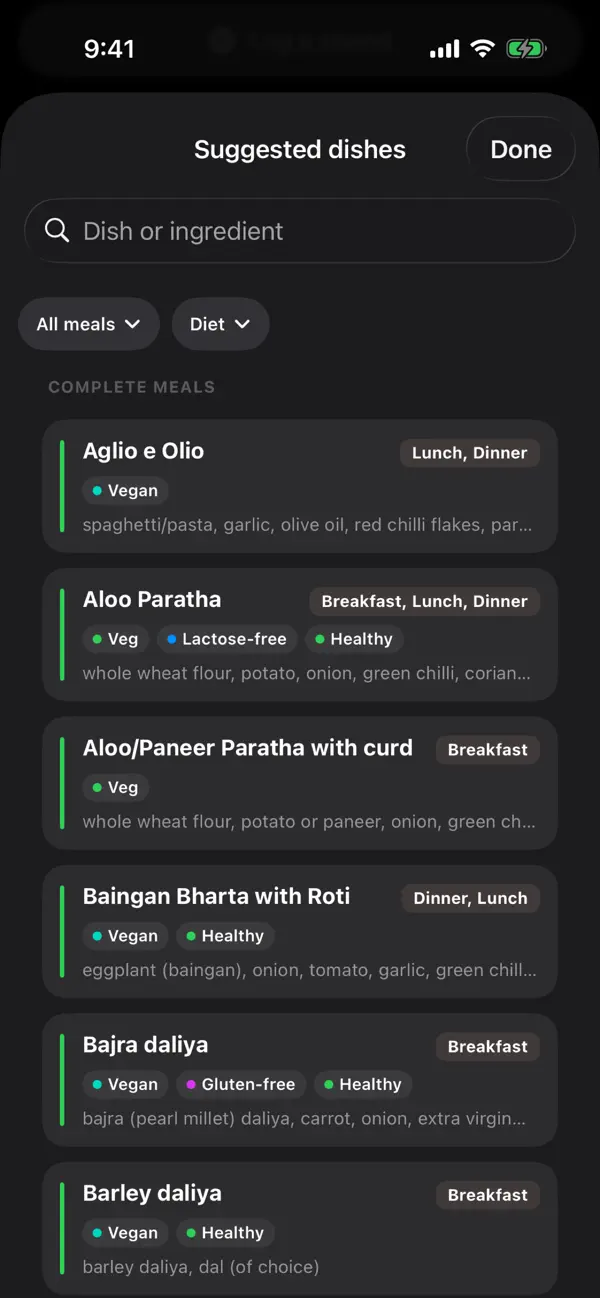 9:41
Suggested dishes
Done
Dish or ingredient
All meals
Diet
COMPLETE MEALS
Aglio e Olio
Lunch, Dinner
Vegan
spaghetti/pasta, garlic, olive oil, red chilli flakes, par...
Aloo Paratha
Breakfast, Lunch, Dinner
Veg
Lactose-free
Healthy
whole wheat flour, potato, onion, green chilli, corian...
Aloo/Paneer Paratha with curd
Breakfast
Veg
whole wheat flour, potato or paneer, onion, green ch...
Baingan Bharta with Roti
Dinner, Lunch
Vegan
Healthy
eggplant (baingan), onion, tomato, garlic, green chill...
Bajra daliya
Breakfast
Vegan
Gluten-free
Healthy
bajra (pearl millet) daliya, carrot, onion, extra virgin...
Barley daliya
Breakfast
Vegan
Healthy
barley daliya, dal (of choice)